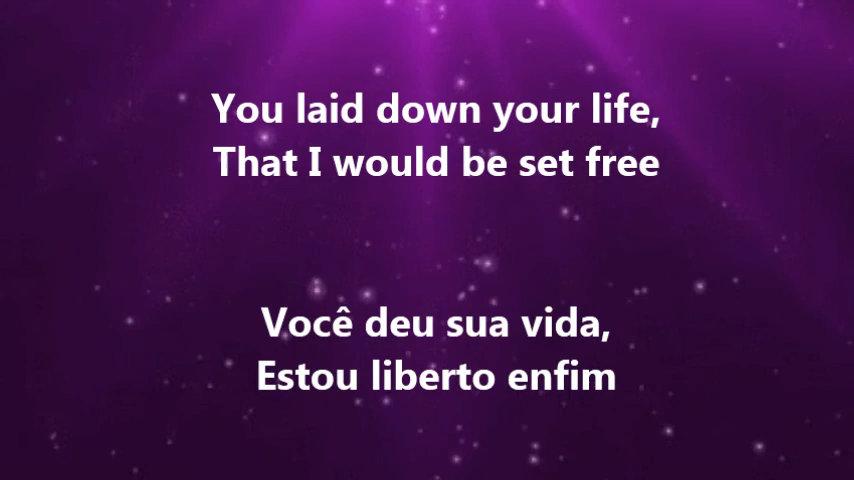 You laid down your life,
That I would be set free
Você deu sua vida,
Estou liberto enfim